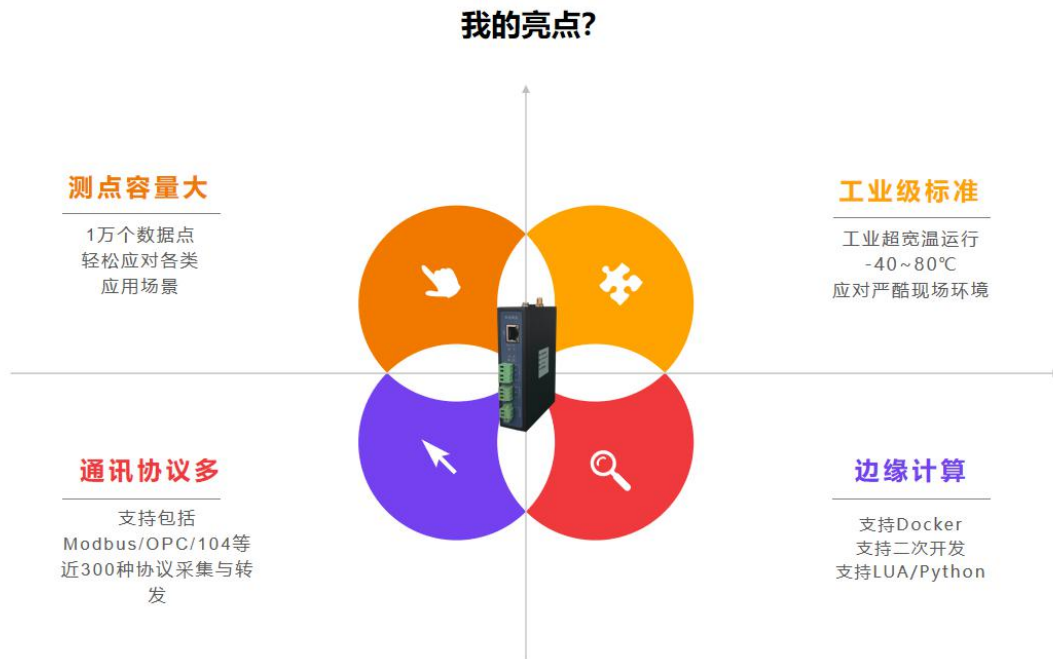 我的亮点?
测点容量大
1万个数据点
轻松应对各类
应用场景
工业级标准
工业超宽温运行
-40~80℃
应对严酷现场环境
通讯协议多
支持包括
Modbus/OPC/104等
近300种协议采集与转
发
边缘计算
支持Docker
支持二次开发
支持LUA/Python